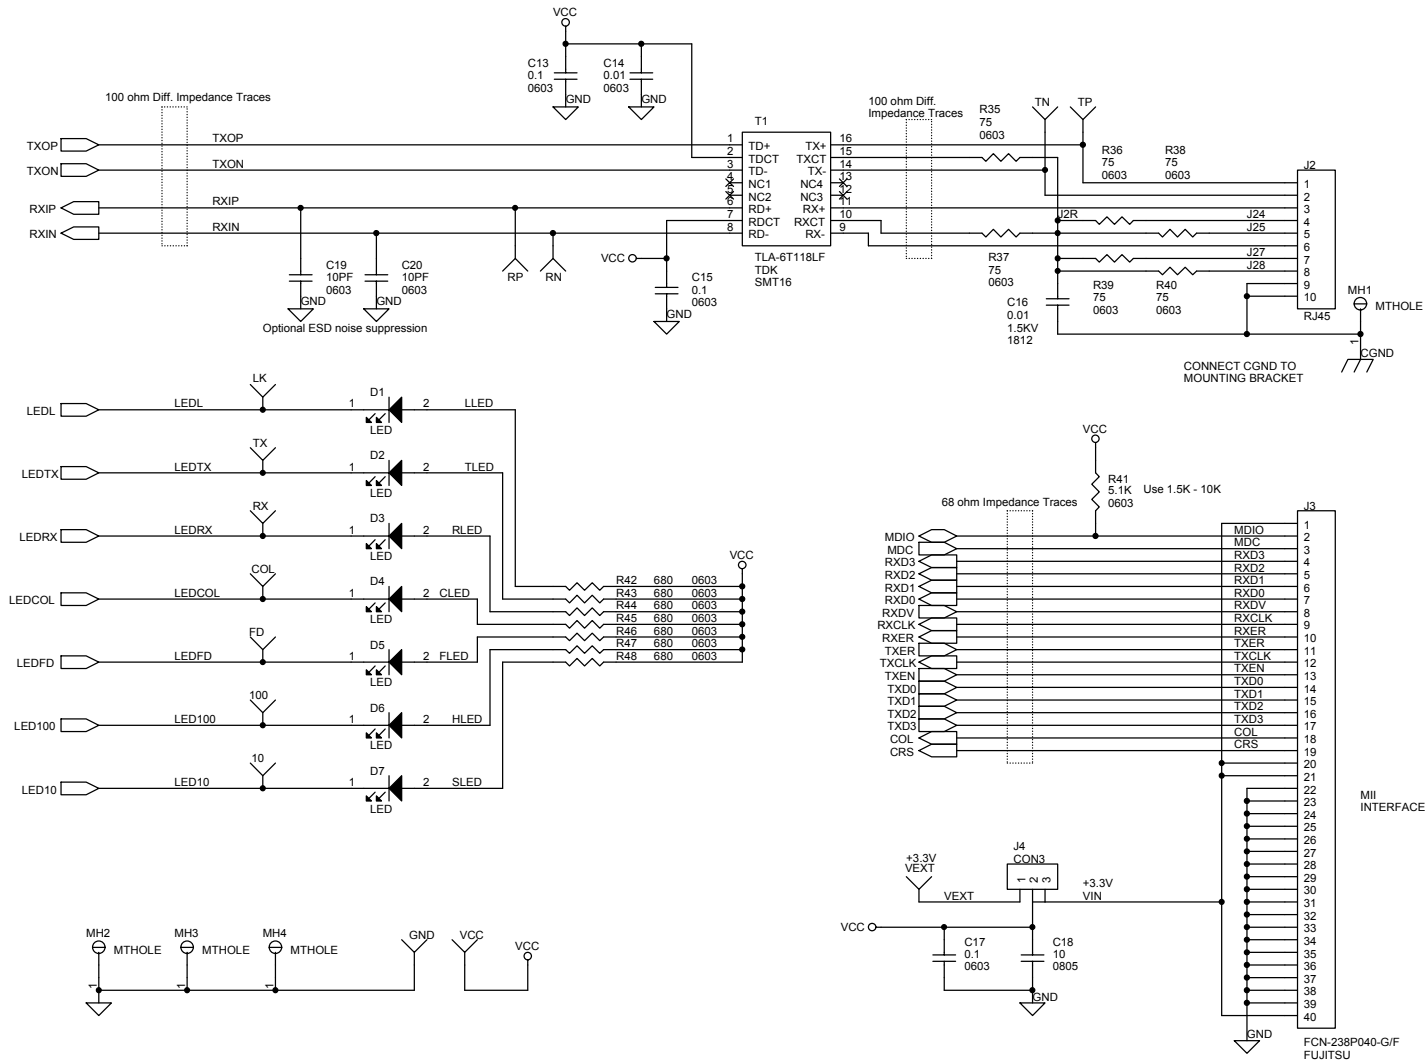 VCC
C13
0.1
0603
GND
C14
0.01
0603
GND
100 ohm Diff. Impedance Traces
TXOP
TXOP
TXON
TXON
RXIP
RXIP
RXIN
RXIN
C19
10PF
0603
GND
C20
10PF
0603
GND
Optional ESD noise suppression
RP
RN
T1
1 TD+
2 TDCT
3 TD-
4 NC1
5 NC2
6 RD+
7 RDCT
8 RD-
TX+ 16
TXCT 15
TX- 14
NC4 13
NC3 12
RX+ 11
RXCT 10
RX- 9
TLA-6T118LF
TDK
SMT16
VCC
C15
0.1
0603
GND
100 ohm Diff.
Impedance Traces
R35
75
0603
TN
TP
R36
75
0603
R38
75
0603
J2R
R37
75
0603
C16
0.01
1.5KV
1812
R39
75
0603
R40
75
0603
J24
J25
J27
J28
J2
1
2
3
4
5
6
7
8
9
10
RJ45
MH1
MTHOLE
1
CGND
CONNECT CGND TO
MOUNTING BRACKET
LEDL
LEDL
LK
1
D1
LED
2
LLED
LEDTX
LEDTX
TX
1
D2
LED
2
TLED
LEDRX
LEDRX
RX
1
D3
LED
2
RLED
LEDCOL
LEDCOL
COL
1
D4
LED
2
CLED
LEDFD
LEDFD
FD
1
D5
LED
2
FLED
LED100
LED100
100
1
D6
LED
2
HLED
LED10
LED10
10
1
D7
LED
2
SLED
VCC
R42 680 0603
R43 680 0603
R44 680 0603
R45 680 0603
R46 680 0603
R47 680 0603
R48 680 0603
VCC
R41
5.1K
0603
Use 1.5K - 10K
68 ohm Impedance Traces
MDIO
MDC
RXD3
RXD2
RXD1
RXD0
RXDV
RXCLK
RXER
TXER
TXCLK
TXEN
TXD0
TXD1
TXD2
TXD3
COL
CRS
MDIO
MDC
RXD3
RXD2
RXD1
RXD0
RXDV
RXCLK
RXER
TXER
TXCLK
TXEN
TXD0
TXD1
TXD2
TXD3
COL
CRS
J3
1
2
3
4
5
6
7
8
9
10
11
12
13
14
15
16
17
18
19
20
21
22
23
24
25
26
27
28
29
30
31
32
33
34
35
36
37
38
39
40
MII
INTERFACE
FCN-238P040-G/F
FUJITSU
GND
+3.3V
VEXT
VEXT
J4
CON3
1
2
3
+3.3V
VIN
VCC
C17
0.1
0603
C18
10
0805
GND
MH2
MTHOLE
1
MH3
MTHOLE
1
MH4
MTHOLE
1
GND
VCC
VCC